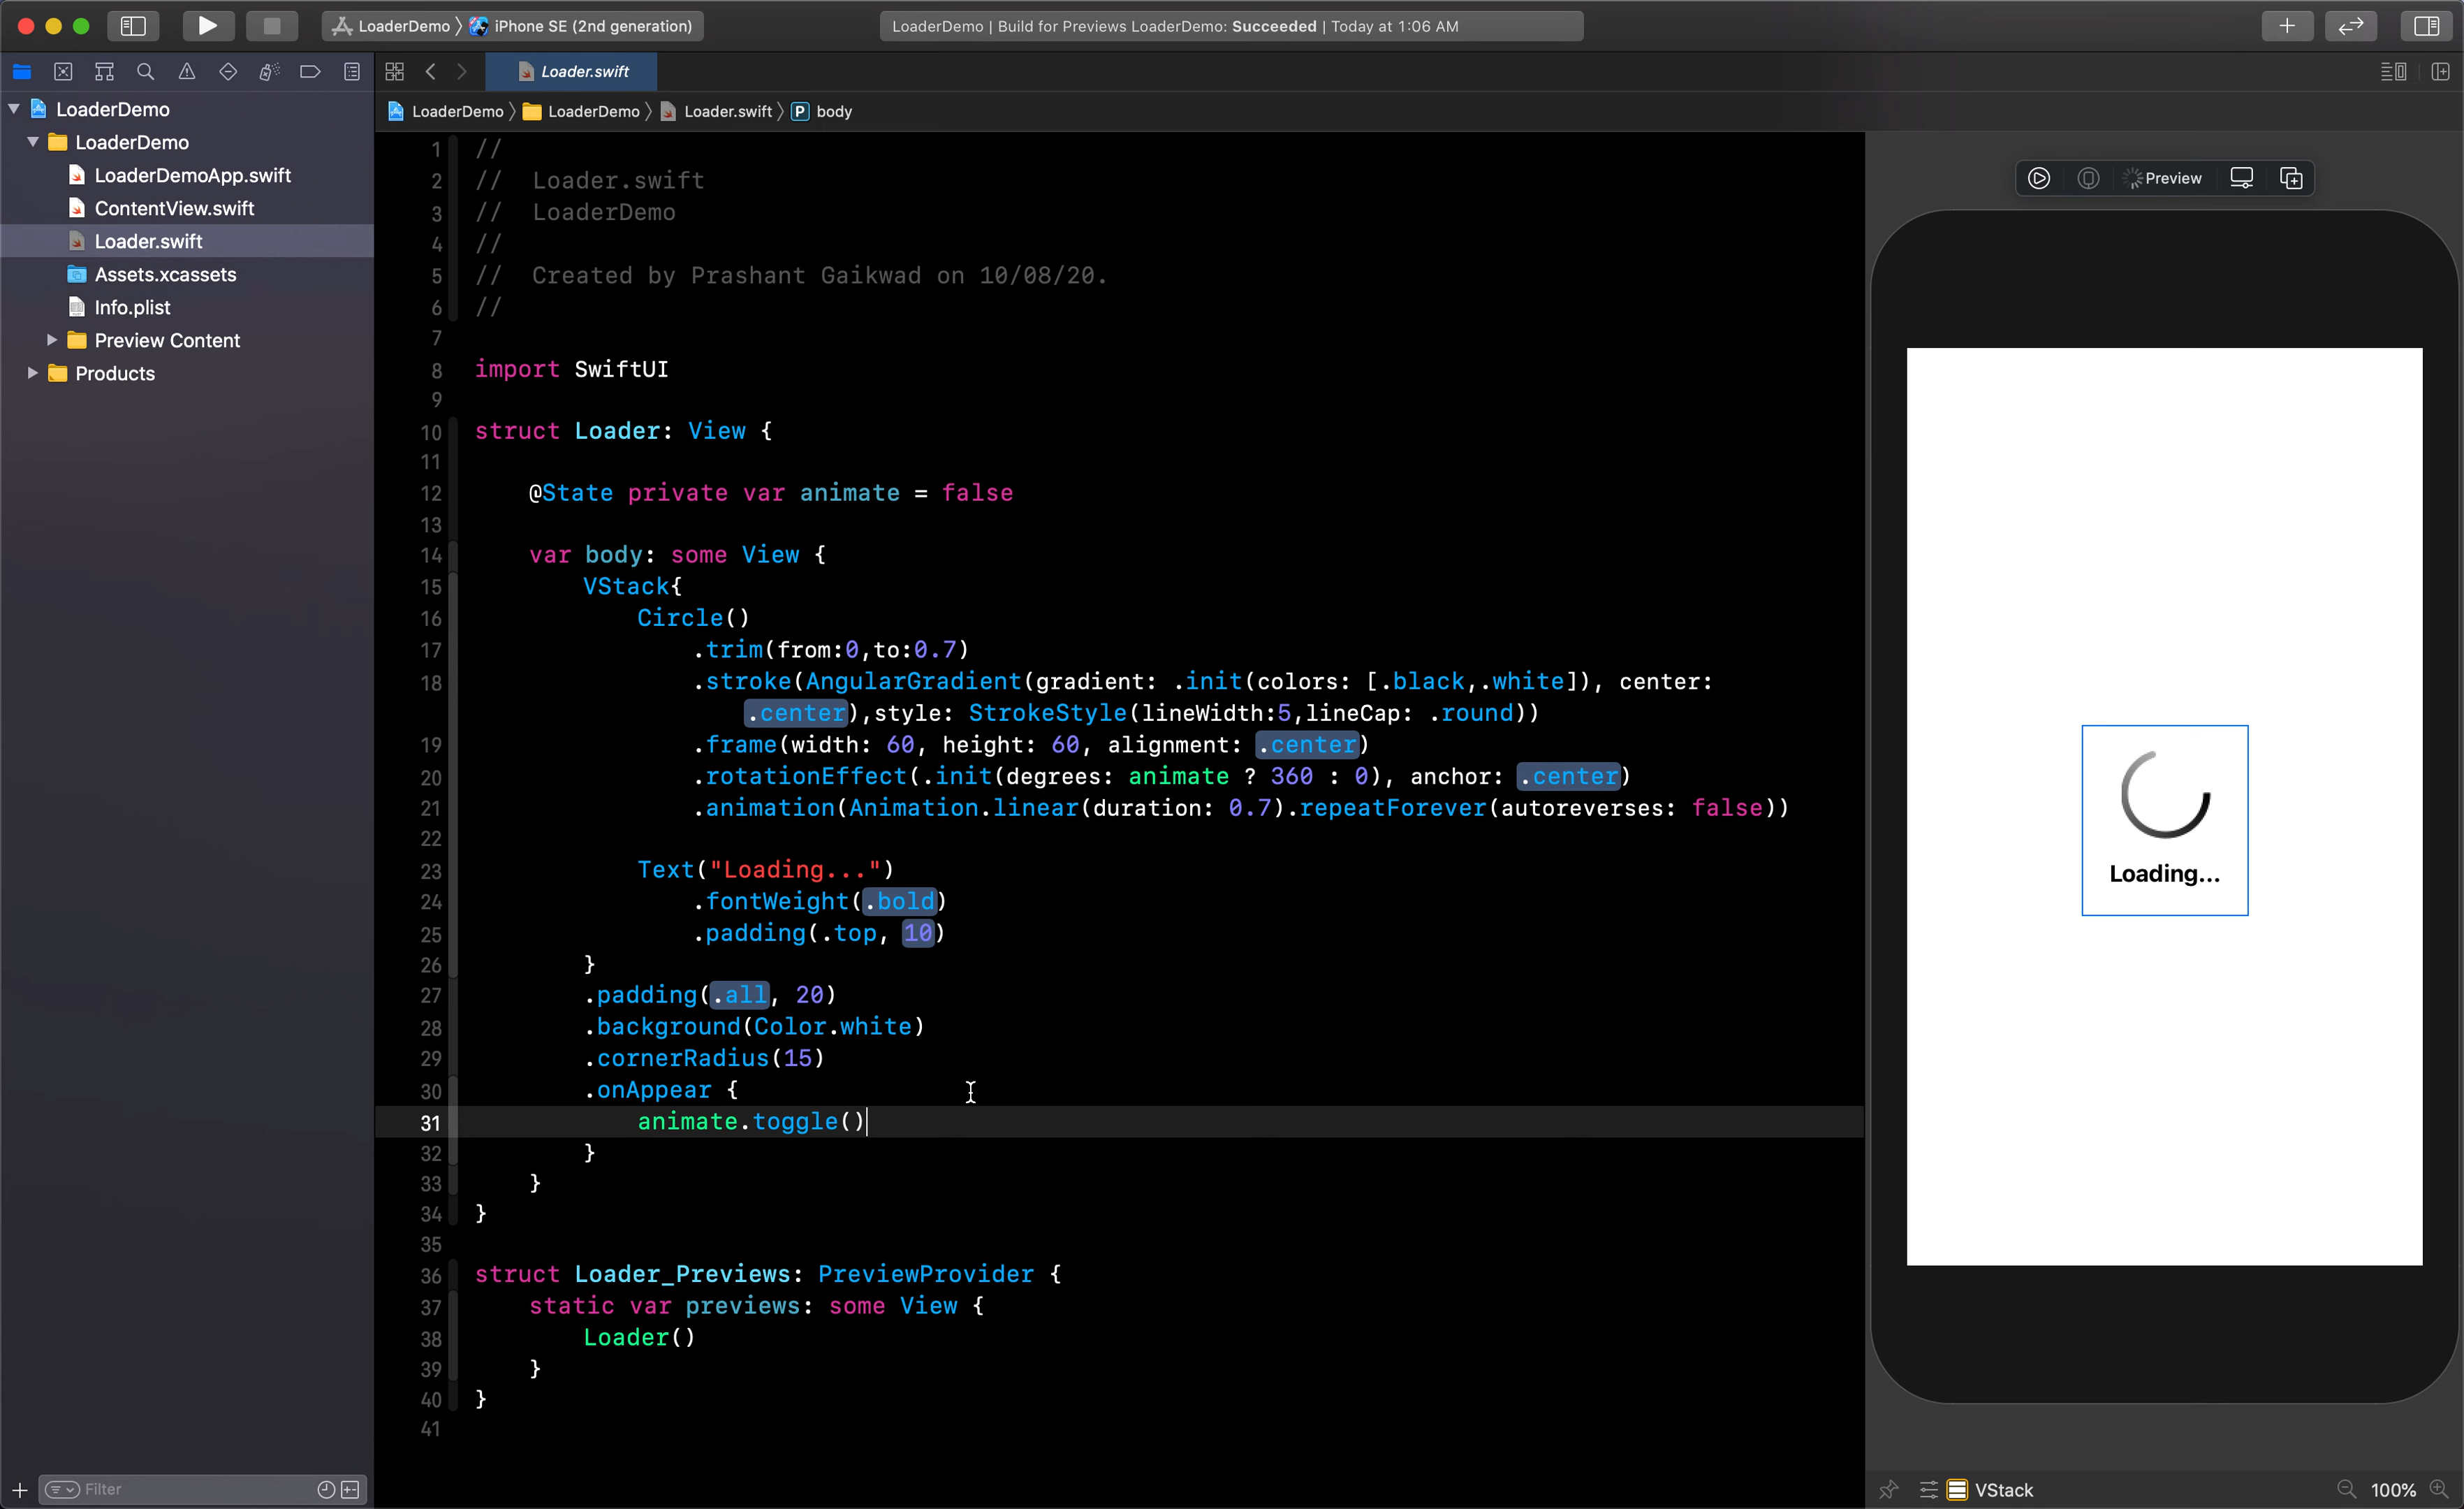 LoaderDemo 〉 iPhone SE (2nd generation)
LoaderDemo | Build for Previews LoaderDemo: Succeeded | Today at 1:06 AM
Loader.swift
LoaderDemo 〉 LoaderDemo 〉 Loader.swift 〉 P body
LoaderDemo
LoaderDemo
LoaderDemoApp.swift
ContentView.swift
Loader.swift
Assets.xcassets
Info.plist
Preview Content
Products
Filter
1 //
2 //  Loader.swift
3 //  LoaderDemo
4 //
5 //  Created by Prashant Gaikwad on 10/08/20.
6 //
7
8 import SwiftUI
9
10 struct Loader: View {
11
12     @State private var animate = false
13
14     var body: some View {
15         VStack{
16             Circle()
17                 .trim(from:0,to:0.7)
18                 .stroke(AngularGradient(gradient: .init(colors: [.black,.white]), center:
.center),style: StrokeStyle(lineWidth:5,lineCap: .round))
19                 .frame(width: 60, height: 60, alignment: .center)
20                 .rotationEffect(.init(degrees: animate ? 360 : 0), anchor: .center)
21                 .animation(Animation.linear(duration: 0.7).repeatForever(autoreverses: false))
22
23             Text("Loading...")
24                 .fontWeight(.bold)
25                 .padding(.top, 10)
26         }
27         .padding(.all, 20)
28         .background(Color.white)
29         .cornerRadius(15)
30         .onAppear {
31             animate.toggle()
32         }
33     }
34 }
35
36 struct Loader_Previews: PreviewProvider {
37     static var previews: some View {
38         Loader()
39     }
40 }
41
Preview
Loading...
VStack
100%